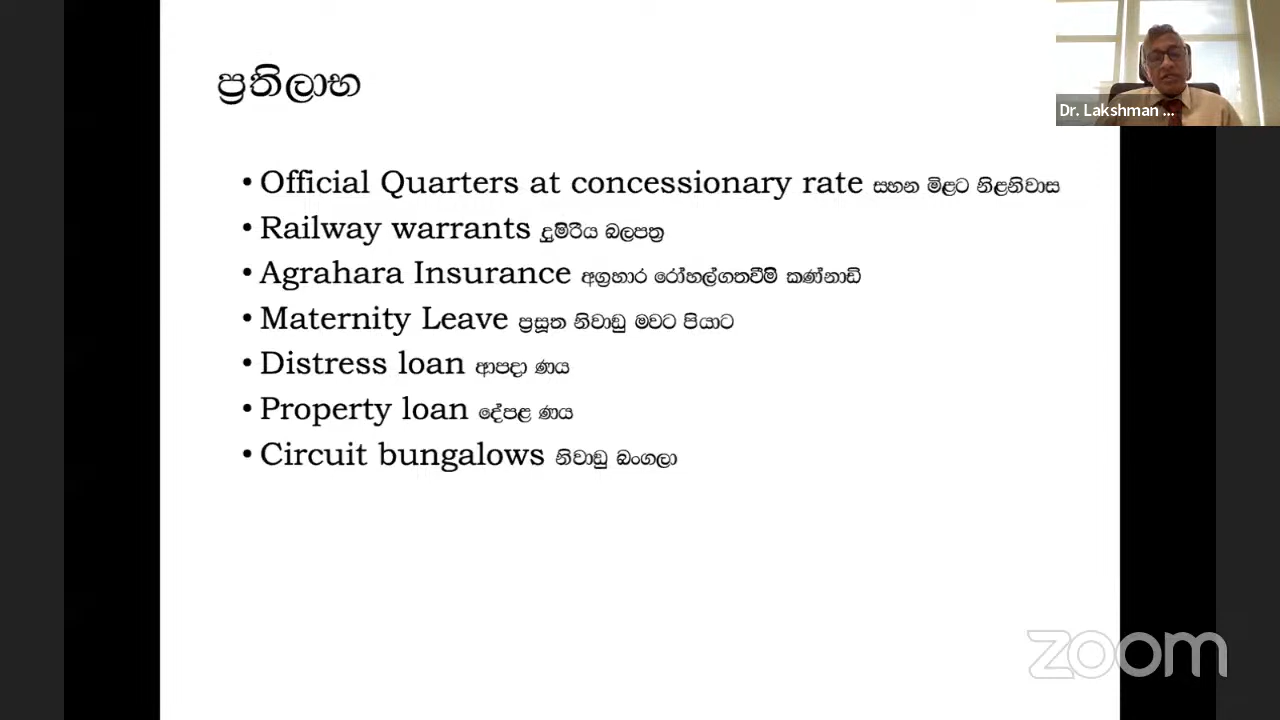 ප්‍රතිලාභ
Dr. Lakshman ...
• Official Quarters at concessionary rate සහන මිළට නිළනිවාස
• Railway warrants දුම්රිය බලපත්‍ර
• Agrahara Insurance අග්‍රහාර රෝහල්ගතවීම් කණ්නාඩි
• Maternity Leave ප්‍රසූත නිවාඩු මවට පියාට
• Distress loan ආපදා ණය
• Property loan දේපළ ණය
• Circuit bungalows නිවාඩු බංගලා
zoom